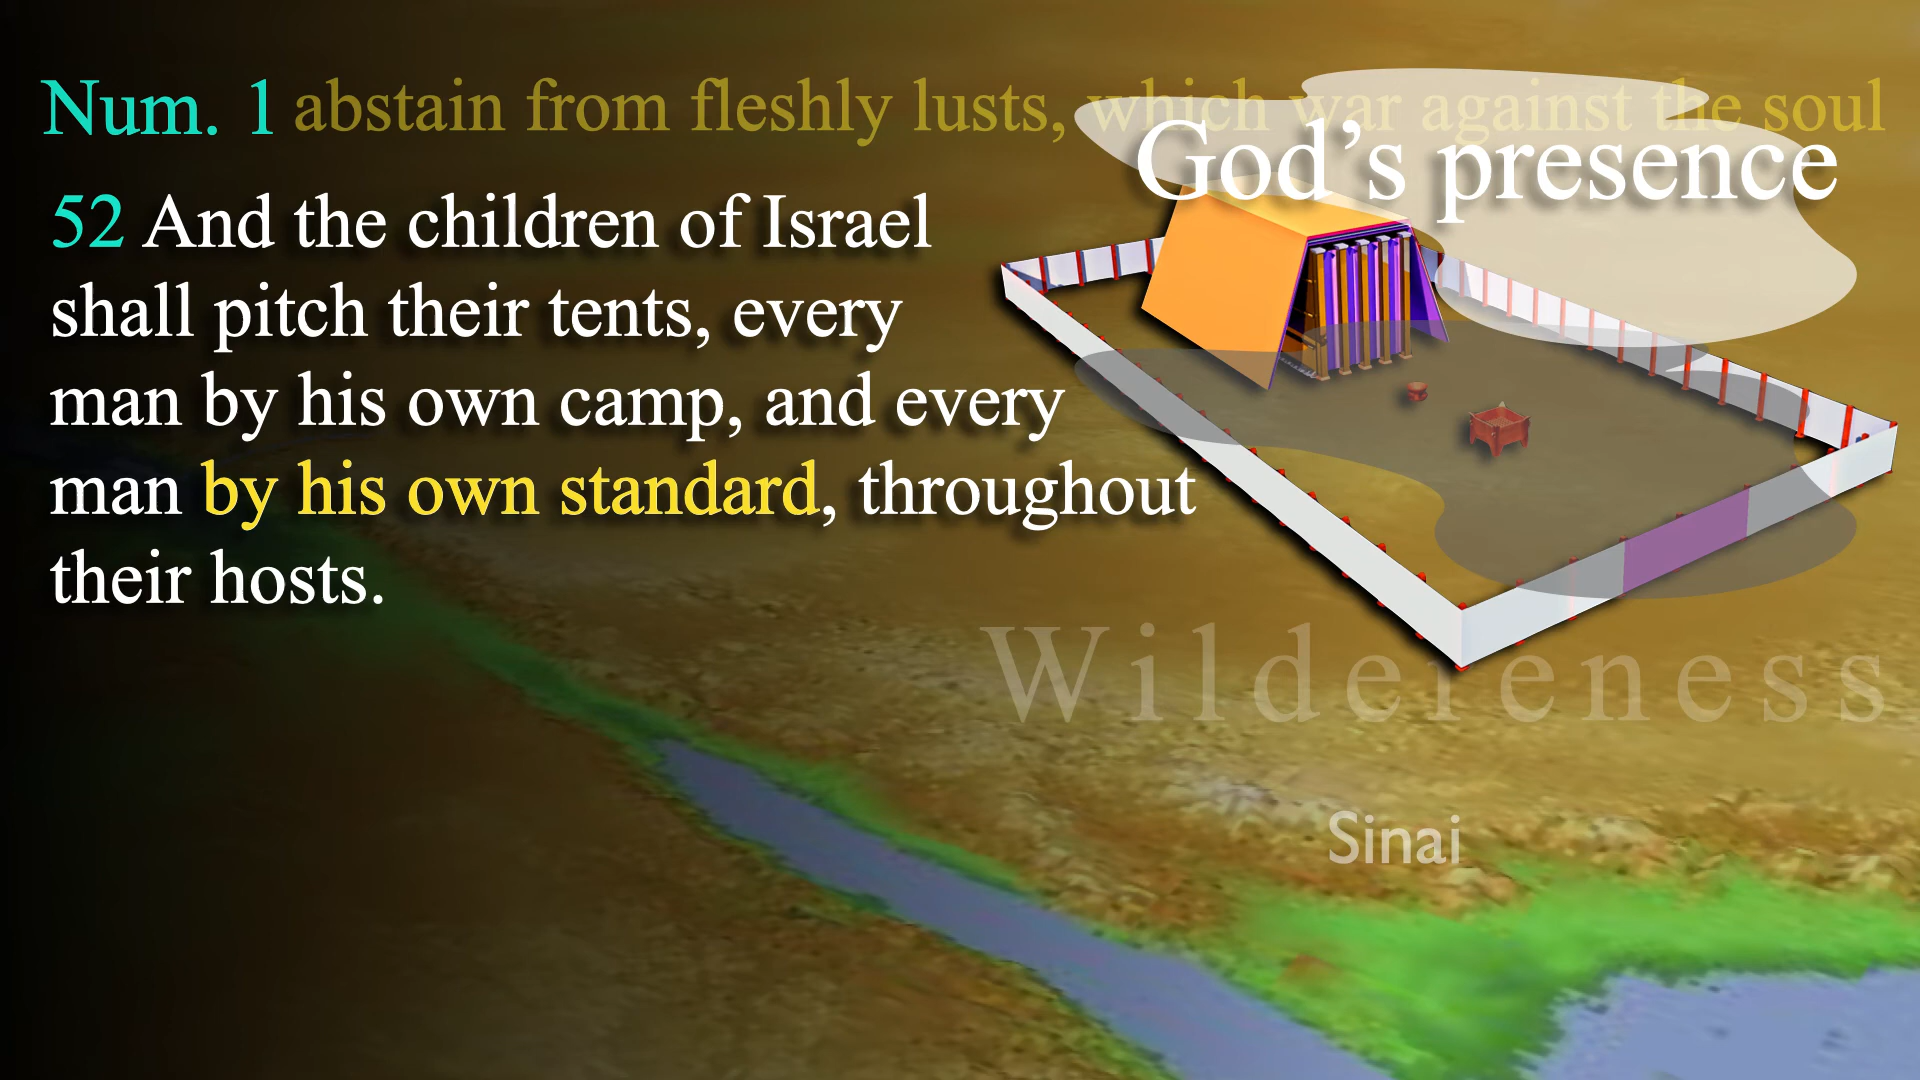 Num. 1 abstain from fleshly lusts, which war against the soul
God’s presence
52 And the children of Israel
shall pitch their tents, every
man by his own camp, and every
man by his own standard, throughout
their hosts.
Wildereness
Sinai